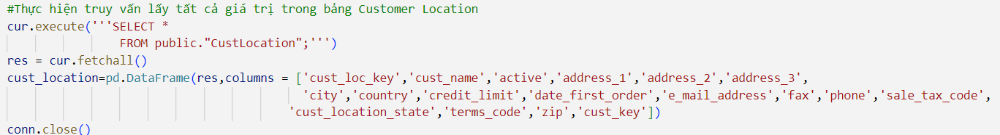 #Thực hiện truy vấn lấy tất cả giá trị trong bảng Customer Location
cur.execute('''SELECT *
FROM public."CustLocation";''')
res = cur.fetchall()
cust_location=pd.DataFrame(res,columns = ['cust_loc_key','cust_name','active','address_1','address_2','address_3',
'city','country','credit_limit','date_first_order','e_mail_address','fax','phone','sale_tax_code',
'cust_location_state','terms_code','zip','cust_key'])
conn.close()